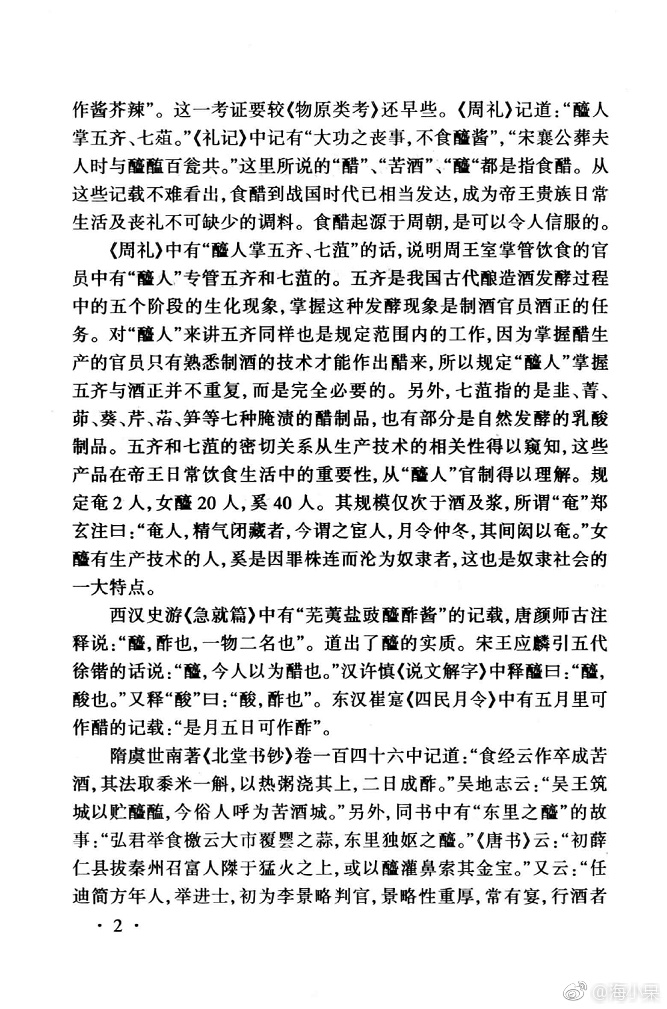 作酱芥辣”。这一考证要较《物原类考》还早些。《周礼》记道:“醯人
掌五齐、七菹。”《礼记》中记有“大功之丧事,不食醯酱”,“宋襄公葬夫
人时与醯醢百瓮共。”这里所说的“醋”、“苦酒”、“醯“都是指食醋。从
这些记载不难看出,食醋到战国时代已相当发达,成为帝王贵族日常
生活及丧礼不可缺少的调料。食醋起源于周朝,是可以令人信服的。
《周礼》中有“醯人掌五齐、七菹”的话,说明周王室掌管饮食的官
员中有“醯人”专管五齐和七菹的。五齐是我国古代酿造酒发酵过程
中的五个阶段的生化现象,掌握这种发酵现象是制酒官员酒正的任
务。对“醯人”来讲五齐同样也是规定范围内的工作,因为掌握醋生
产的官员只有熟悉制酒的技术才能作出醋来,所以规定“醯人”掌握
五齐与酒正并不重复,而是完全必要的。另外,七菹指的是韭、菁、
茆、葵、芹、菭、笋等七种腌渍的醋制品,也有部分是自然发酵的乳酸
制品。五齐和七菹的密切关系从生产技术的相关性得以窥知,这些
产品在帝王日常饮食生活中的重要性,从“醯人”官制得以理解。规
定奄2人,女醯20人,奚40人。其规模仅次于酒及浆,所谓“奄”郑
玄注曰:“奄人,精气闭藏者,今谓之宦人,月令仲冬,其间闳以奄。”女
醯有生产技术的人,奚是因罪株连而沦为奴隶者,这也是奴隶社会的
一大特点。
西汉史游《急就篇》中有“芜荑盐豉醯酢酱”的记载,唐颜师古注
释说:“醯,酢也,一物二名也”。道出了醯的实质。宋王应麟引五代
徐锴的话说:“醯,今人以为醋也。”汉许慎《说文解字》中释醯曰:“醯,
酸也。”又释“酸”曰:“酸,酢也”。东汉崔寔《四民月令》中有五月里可
作醋的记载:“是月五日可作酢”。
隋虞世南著《北堂书钞》卷一百四十六中记道:“食经云作卒成苦
酒,其法取黍米一斛,以热粥浇其上,二日成酢。”吴地志云:“吴王筑
城以贮醯醢,今俗人呼为苦酒城。”另外,同书中有“东里之醯”的故
事:“弘君举食檄云大市覆罂之蒜,东里独妪之醯。”《唐书》云:“初薛
仁县拔秦州召富人磔于猛火之上,或以醯灌鼻索其金宝。”又云:“任
迪简方年人,举进士,初为李景略判官,景略性重厚,常有宴,行酒者
·2·
@海小呆